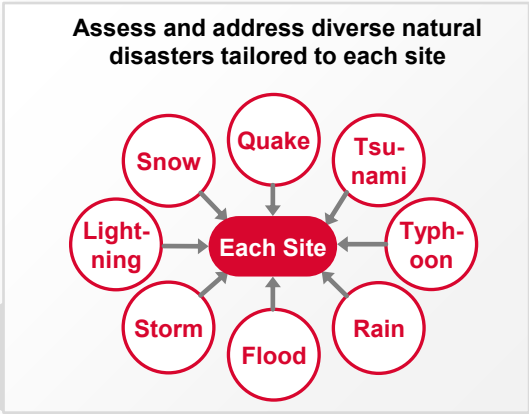 Assess and address diverse natural
disasters tailored to each site
Quake
Snow
Tsu-
nami
Light-
ning
Each Site
Typh-
oon
Storm
Rain
Flood